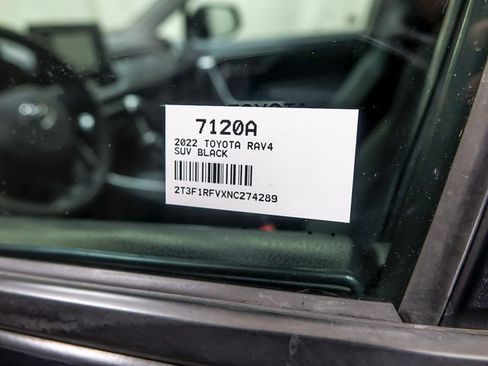 TOYOTA
7120A
2022 TOYOTA RAV4
SUV BLACK
2T3F1RFVXNC274289